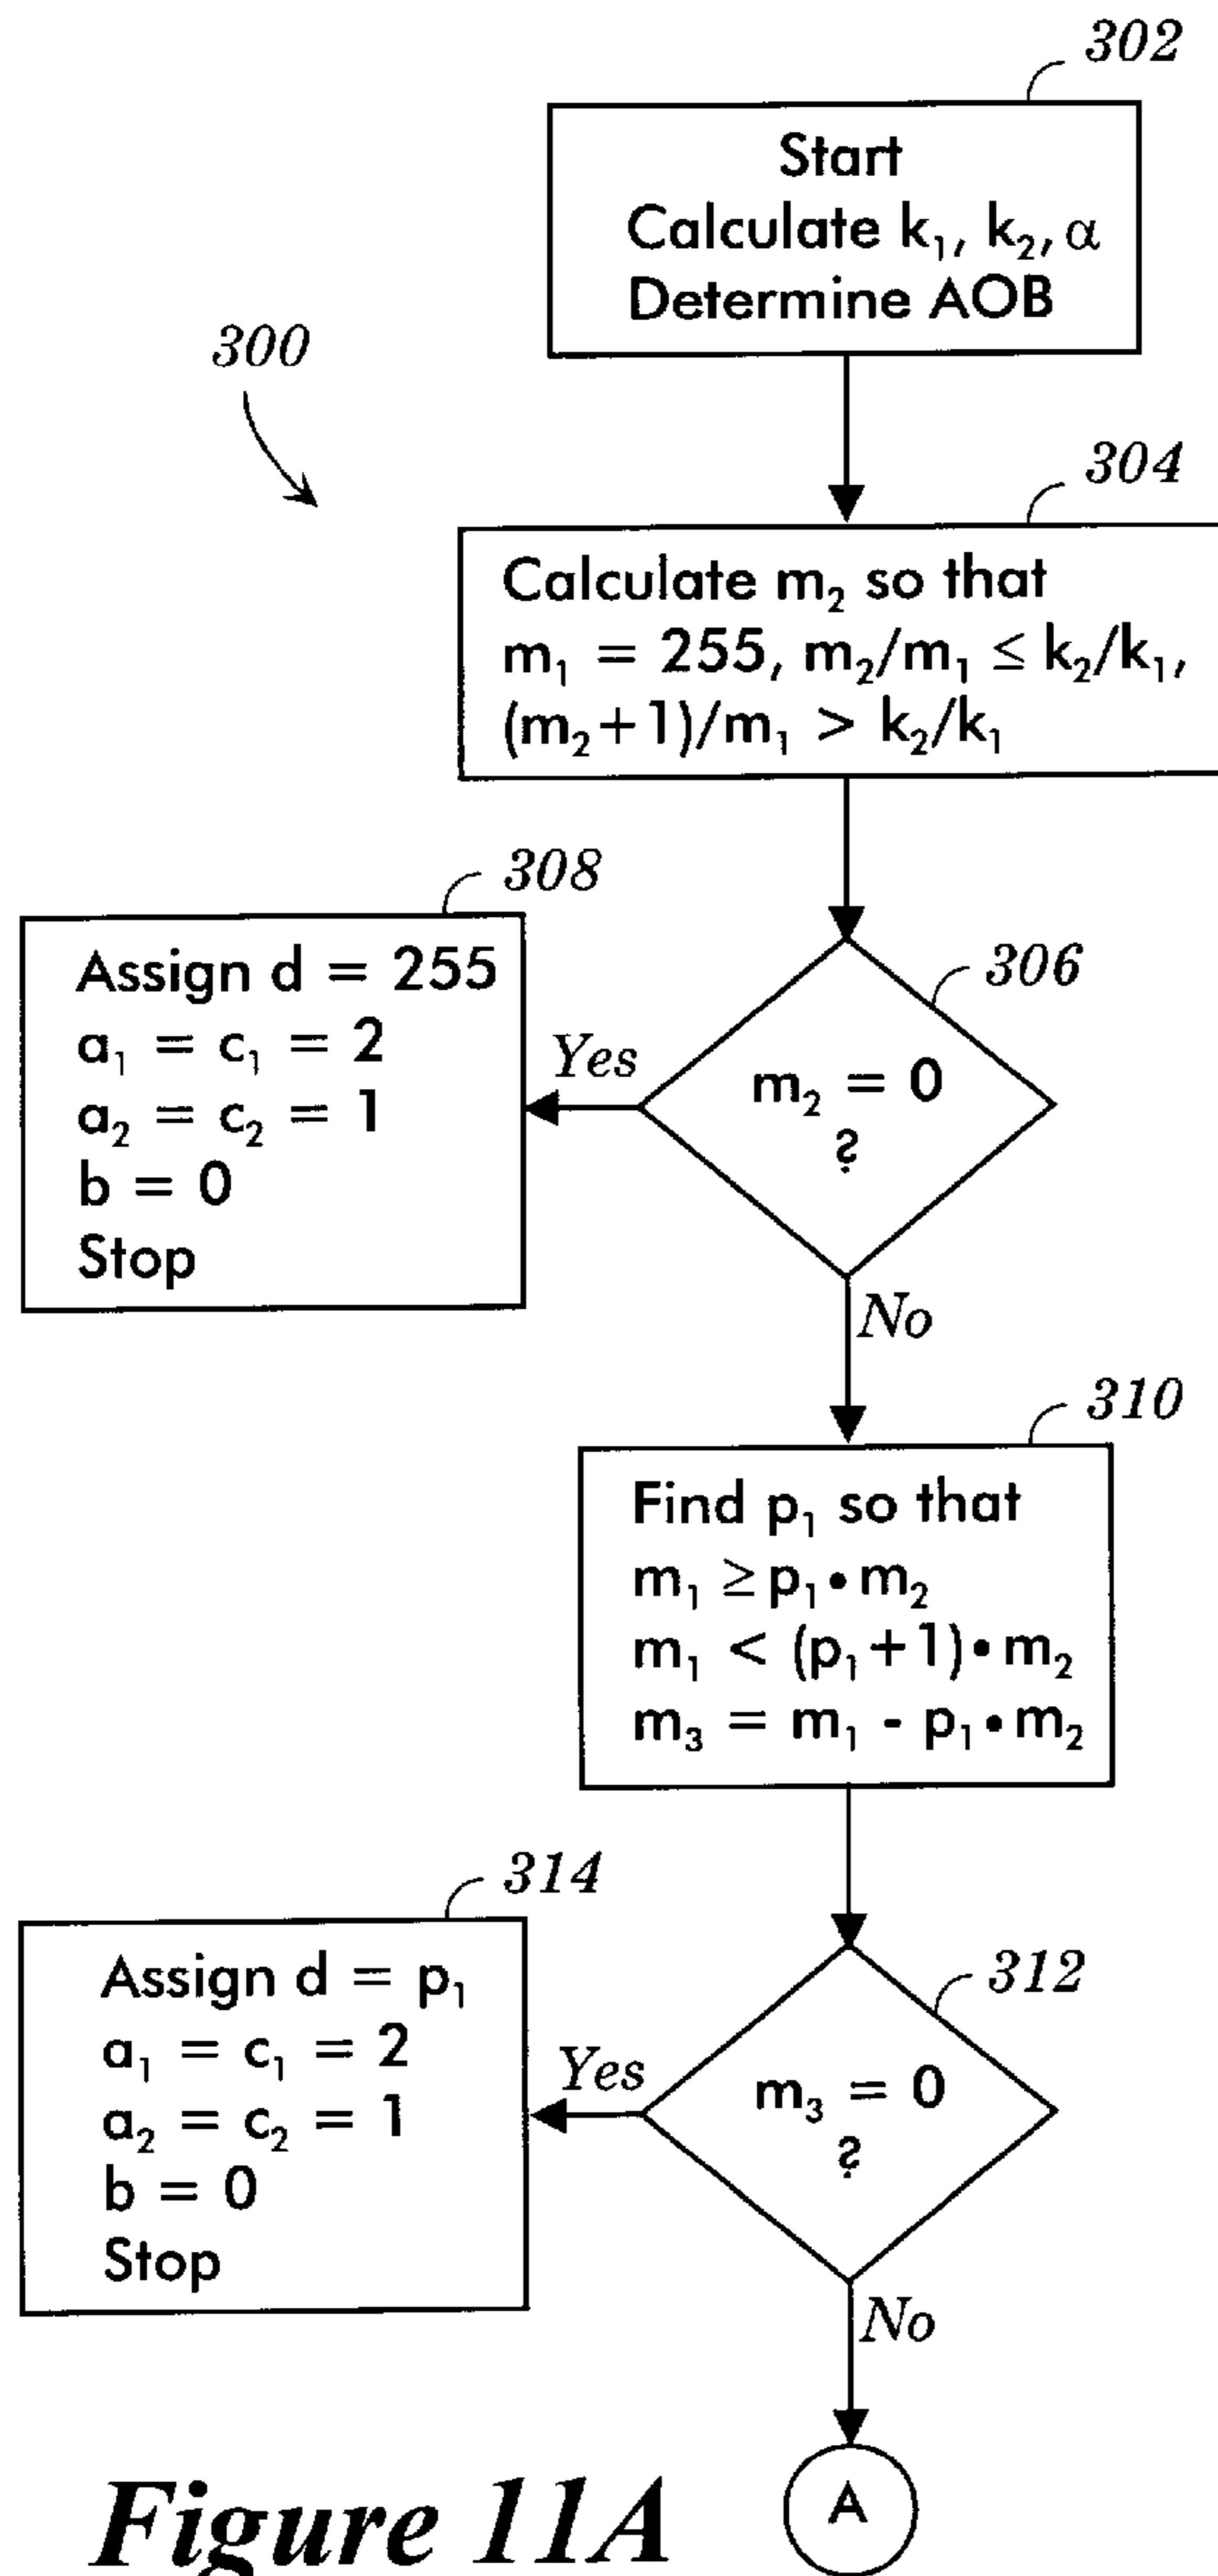 302
Start
Calculate k₁, k₂, α
Determine AOB
300
304
Calculate m₂ so that
m₁ = 255, m₂/m₁ ≤ k₂/k₁,
(m₂+1)/m₁ > k₂/k₁
308
Assign d = 255
a₁ = c₁ = 2
a₂ = c₂ = 1
b = 0
Stop
306
Yes
m₂ = 0
?
No
310
Find p₁ so that
m₁ ≥ p₁•m₂
m₁ < (p₁+1)•m₂
m₃ = m₁ - p₁•m₂
314
Assign d = p₁
a₁ = c₁ = 2
a₂ = c₂ = 1
b = 0
Stop
312
Yes
m₃ = 0
?
No
A
Figure 11A